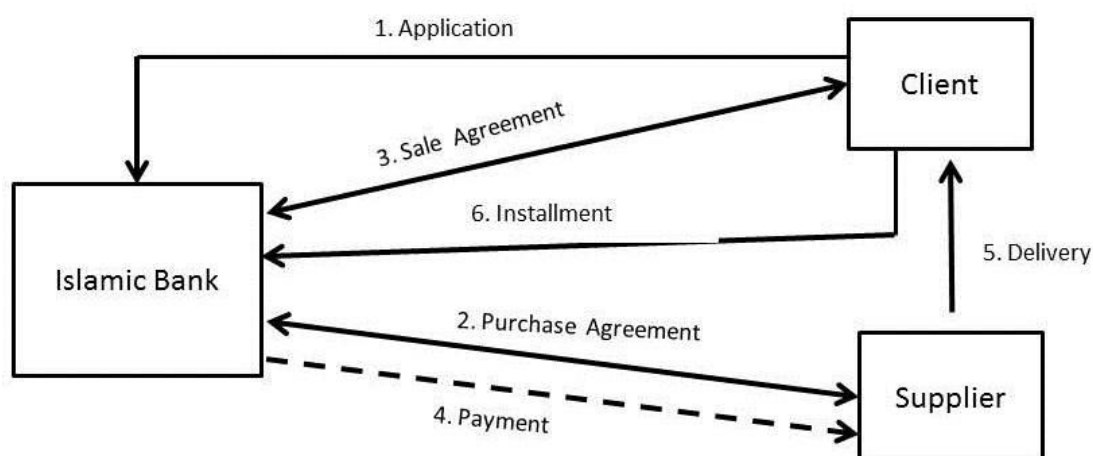 1. Application
Client
3. Sale Agreement
6. Installment
5. Delivery
Islamic Bank
2. Purchase Agreement
Supplier
4. Payment